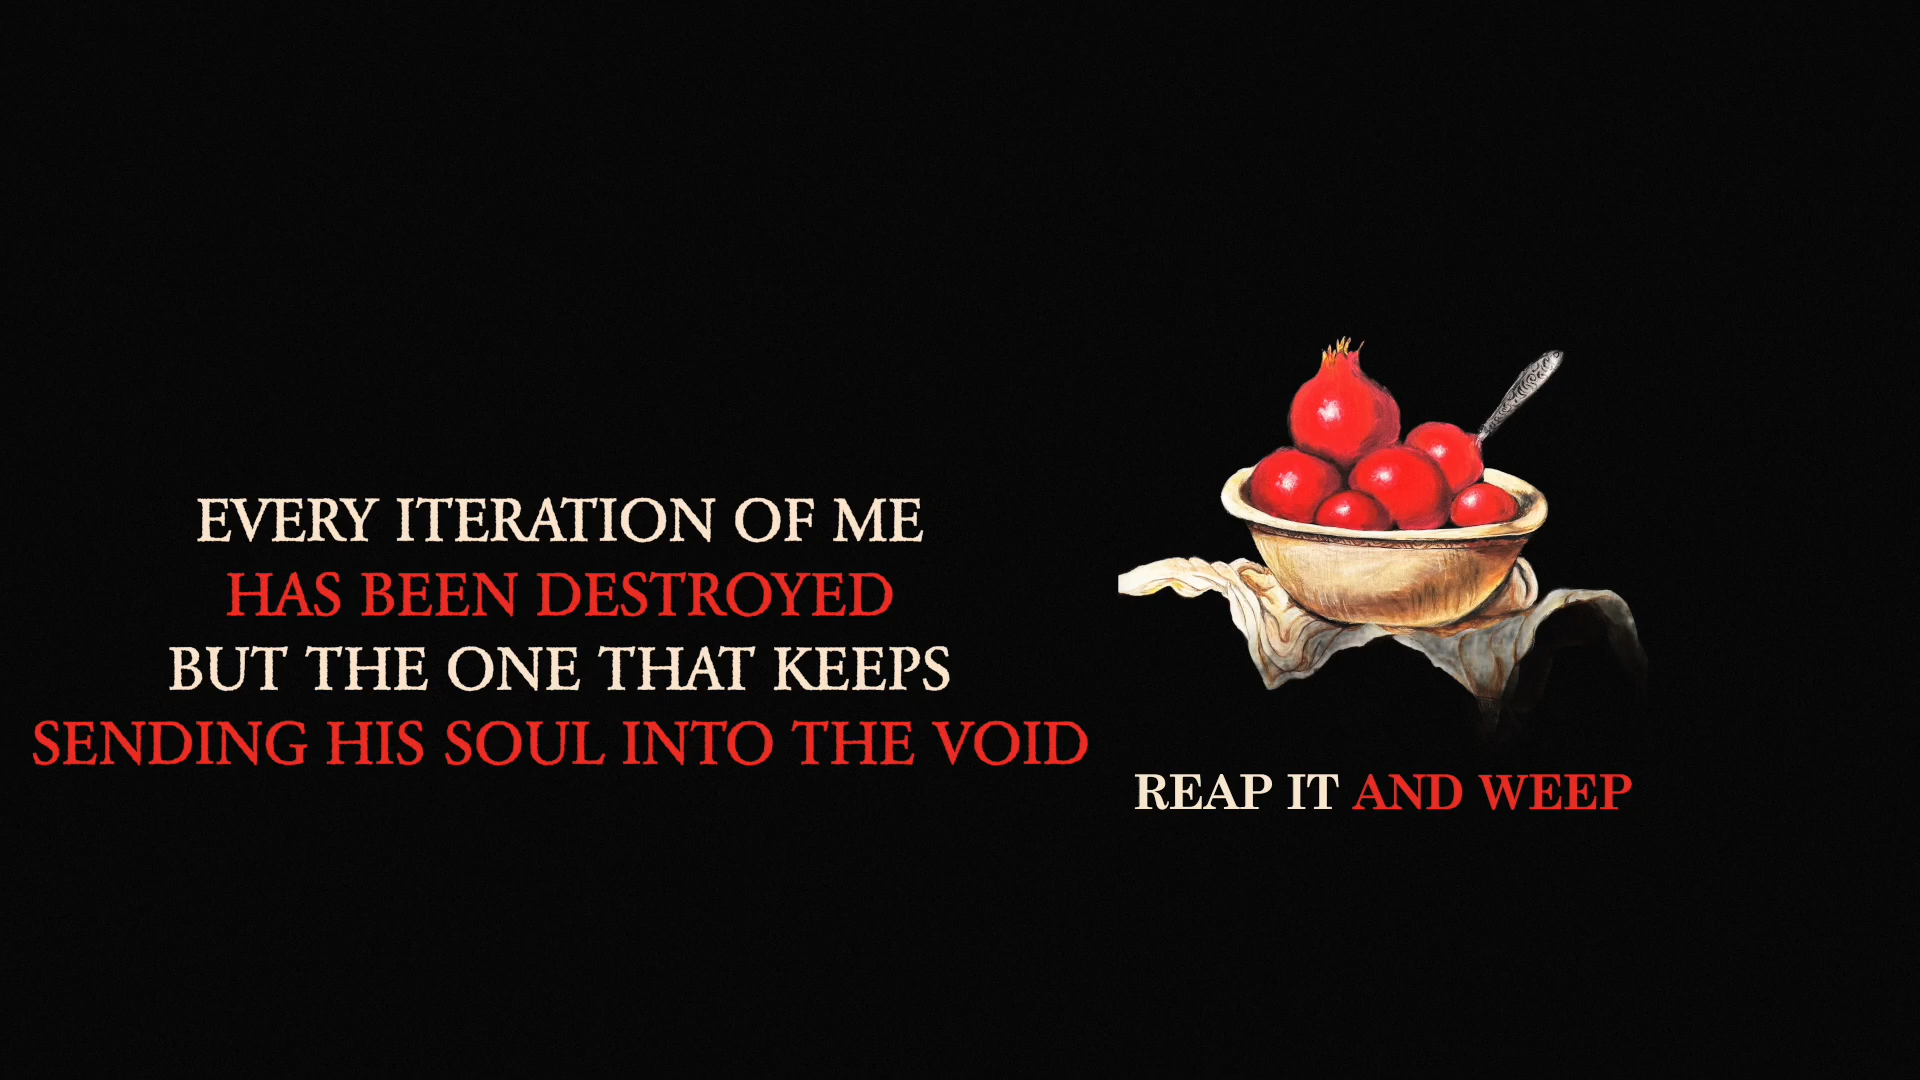 EVERY ITERATION OF ME
HAS BEEN DESTROYED
BUT THE ONE THAT KEEPS
SENDING HIS SOUL INTO THE VOID
REAP IT AND WEEP